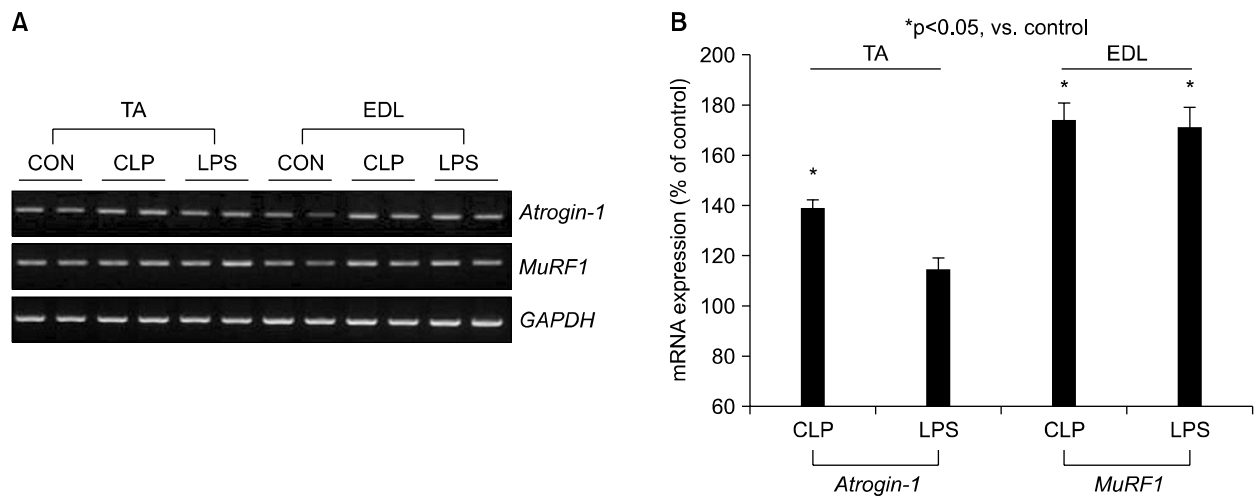 A
TA EDL
CON CLP LPS CON CLP LPS
Atrogin-1
MuRF1
GAPDH
B
*p<0.05, vs. control
TA EDL
mRNA expression (% of control)
200
180
160
140
120
100
80
60
* * *
CLP LPS CLP LPS
Atrogin-1 MuRF1